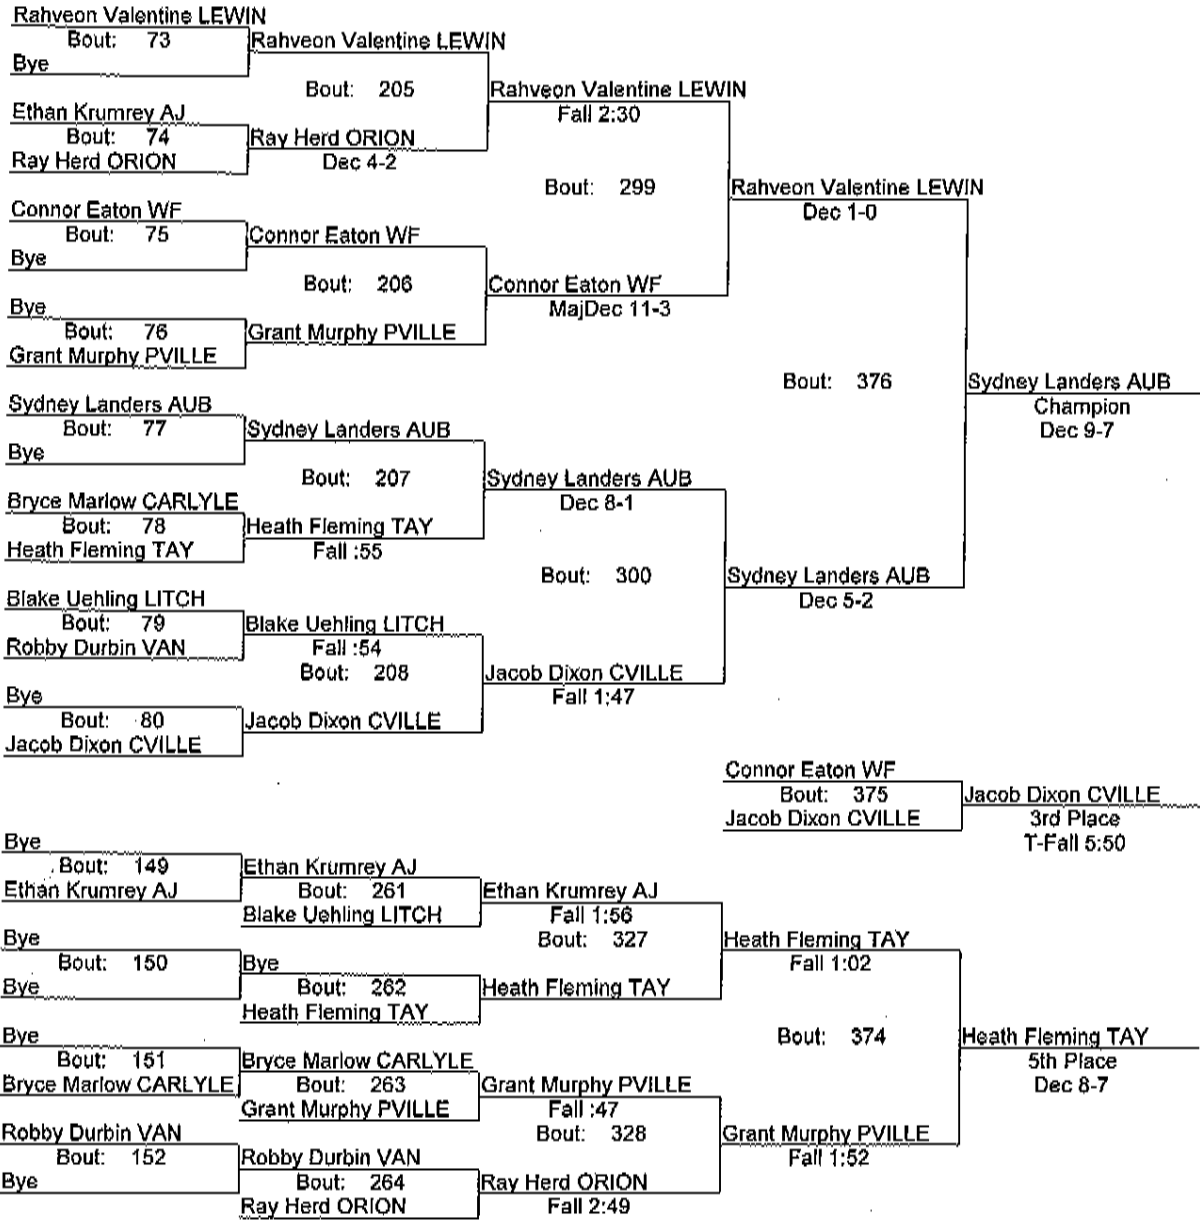 Rahveon Valentine LEWIN
Bout: 73
Rahveon Valentine LEWIN
Bye
Bout: 205
Rahveon Valentine LEWIN
Ethan Krumrey AJ
Fall 2:30
Bout: 74
Ray Herd ORION
Ray Herd ORION
Dec 4-2
Bout: 299
Rahveon Valentine LEWIN
Connor Eaton WF
Dec 1-0
Bout: 75
Connor Eaton WF
Bye
Bout: 206
Connor Eaton WF
Bye
MajDec 11-3
Bout: 76
Grant Murphy PVILLE
Grant Murphy PVILLE
Bout: 376
Sydney Landers AUB
Sydney Landers AUB
Champion
Bout: 77
Sydney Landers AUB
Dec 9-7
Bye
Bout: 207
Sydney Landers AUB
Bryce Marlow CARLYLE
Dec 8-1
Bout: 78
Heath Fleming TAY
Heath Fleming TAY
Fall :55
Bout: 300
Sydney Landers AUB
Blake Uehling LITCH
Dec 5-2
Bout: 79
Blake Uehling LITCH
Robby Durbin VAN
Fall :54
Bout: 208
Jacob Dixon CVILLE
Bye
Fall 1:47
Bout: 80
Jacob Dixon CVILLE
Jacob Dixon CVILLE
Connor Eaton WF
Bout: 375
Jacob Dixon CVILLE
Jacob Dixon CVILLE
3rd Place
T-Fall 5:50
Bye
Bout: 149
Ethan Krumrey AJ
Ethan Krumrey AJ
Bout: 261
Ethan Krumrey AJ
Blake Uehling LITCH
Fall 1:56
Bye
Bout: 327
Heath Fleming TAY
Bout: 150
Bye
Fall 1:02
Bye
Bout: 262
Heath Fleming TAY
Heath Fleming TAY
Bye
Bout: 374
Heath Fleming TAY
Bout: 151
Bryce Marlow CARLYLE
5th Place
Bryce Marlow CARLYLE
Bout: 263
Grant Murphy PVILLE
Dec 8-7
Grant Murphy PVILLE
Fall :47
Robby Durbin VAN
Bout: 328
Grant Murphy PVILLE
Bout: 152
Robby Durbin VAN
Fall 1:52
Bye
Bout: 264
Ray Herd ORION
Ray Herd ORION
Fall 2:49